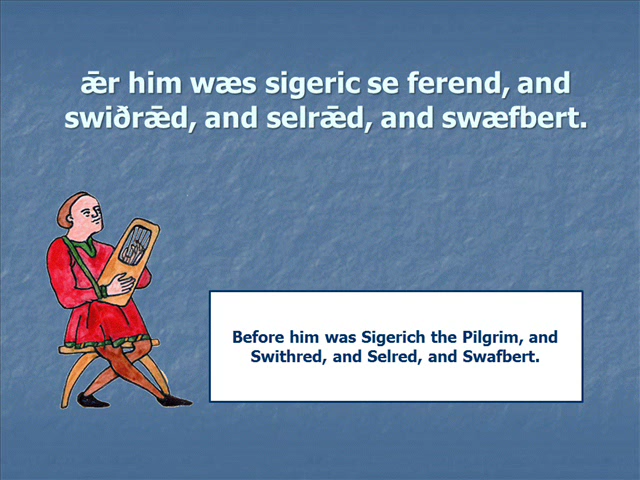 ǣr him wæs sigeric se ferend, and
swiðrǣd, and selrǣd, and swæfbert.
Before him was Sigerich the Pilgrim, and
Swithred, and Selred, and Swafbert.